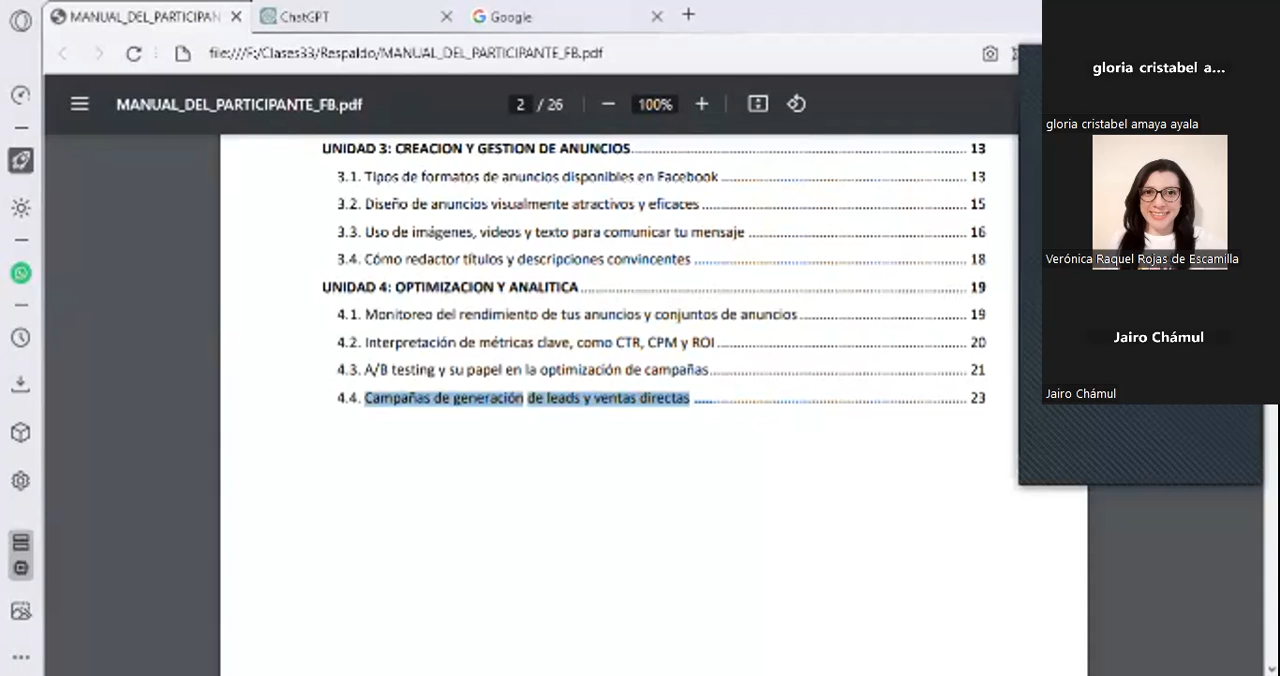 MANUAL_DEL_PARTICIPAN
ChatGPT
Google
file:///F:/Clases33/Respaldo/MANUAL_DEL_PARTICIPANTE_FB.pdf
MANUAL_DEL_PARTICIPANTE_FB.pdf
2 / 26
100%
UNIDAD 3: CREACION Y GESTION DE ANUNCIOS 13
3.1. Tipos de formatos de anuncios disponibles en Facebook 13
3.2. Diseño de anuncios visualmente atractivos y eficaces 15
3.3. Uso de imágenes, videos y texto para comunicar tu mensaje 16
3.4. Cómo redactar títulos y descripciones convincentes 18
UNIDAD 4: OPTIMIZACION Y ANALITICA 19
4.1. Monitoreo del rendimiento de tus anuncios y conjuntos de anuncios 19
4.2. Interpretación de métricas clave, como CTR, CPM y ROI 20
4.3. A/B testing y su papel en la optimización de campañas 21
4.4. Campañas de generación de leads y ventas directas 23
gloria cristabel a...
gloria cristabel amaya ayala
Verónica Raquel Rojas de Escamilla
Jairo Chámul
Jairo Chámul